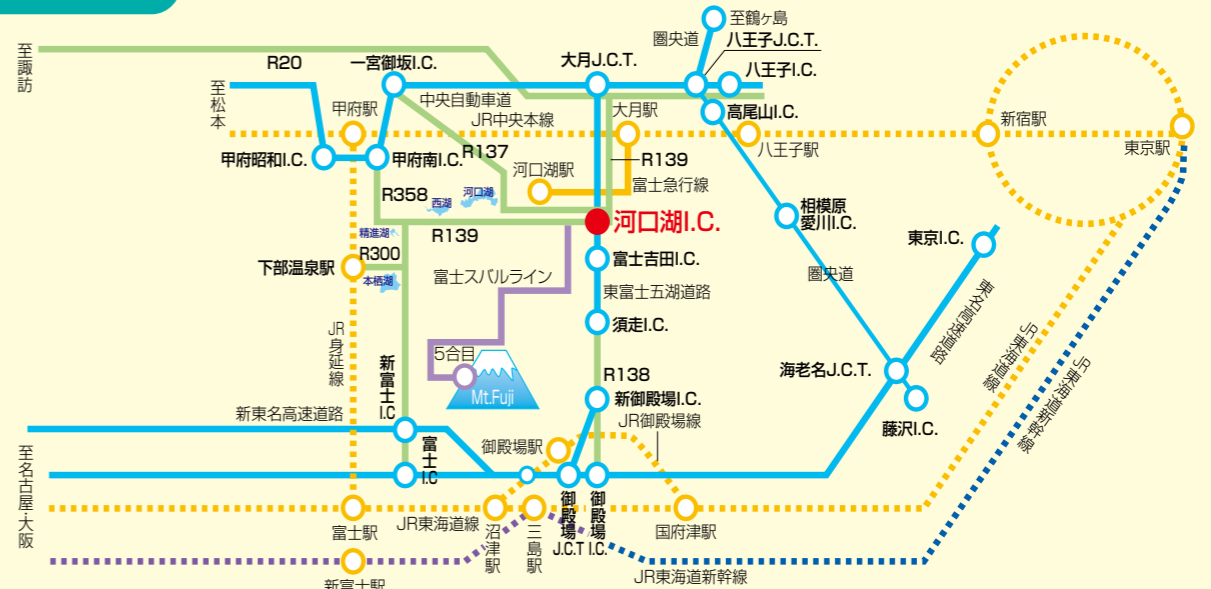 至鶴ヶ島
圏央道
八王子J.C.T.
至諏訪
R20
一宮御坂I.C.
大月J.C.T.
八王子I.C.
至松本
甲府駅
中央自動車道
JR中央本線
大月駅
高尾山I.C.
新宿駅
東京駅
八王子駅
甲府昭和I.C.
甲府南I.C.
R137
河口湖駅
R139
富士急行線
R358
西湖
河口湖
相模原
愛川I.C.
河口湖I.C.
精進湖
R139
東京I.C.
R300
下部温泉駅
本栖湖
富士吉田I.C.
富士スバルライン
圏央道
東富士五湖道路
東名高速道路
須走I.C.
JR身延線
JR東海道線
JR東海道新幹線
5合目
新富士I.C
Mt.Fuji
R138
海老名J.C.T.
新御殿場I.C.
新東名高速道路
JR御殿場線
藤沢I.C.
富士I.C
御殿場駅
至名古屋・大阪
御殿場J.C.T
御殿場I.C.
富士駅
JR東海道線
沼津駅
三島駅
国府津駅
新富士駅
JR東海道新幹線